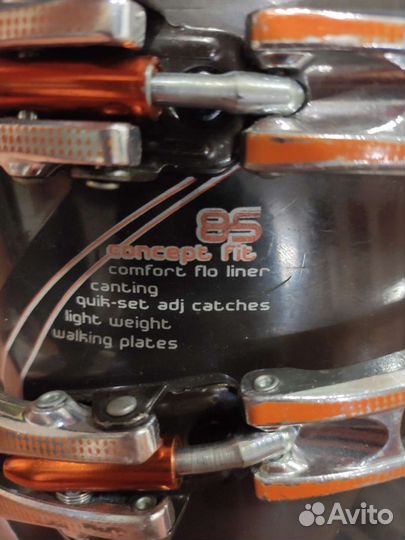 85
concept fit
comfort flo liner
canting
quik-set adj catches
light weight
walking plates
Avito